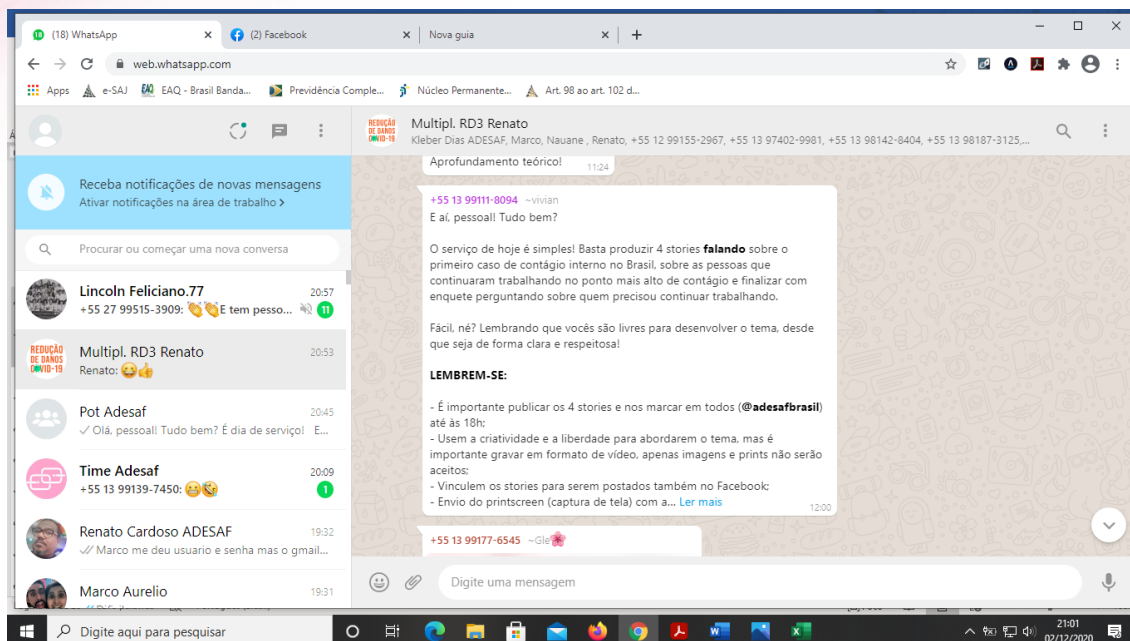 (18) WhatsApp
(2) Facebook
Nova guia
web.whatsapp.com
Apps
e-SAJ
EAQ - Brasil Banda...
Previdência Comple...
Núcleo Permanente...
Art. 98 ao art. 102 d...
Receba notificações de novas mensagens
Ativar notificações na área de trabalho >
Procurar ou começar uma nova conversa
Lincoln Feliciano.77
20:57
+55 27 99515-3909: 👏👏E tem pesso...
11
REDUÇÃO
DE DANOS
COVID-19
Multipl. RD3 Renato
20:53
Renato: 😂👍
Pot Adesaf
20:45
Olá, pessoal! Tudo bem? É dia de serviço! E...
Time Adesaf
20:09
+55 13 99139-7450: 😁🤣
1
Renato Cardoso ADESAF
19:32
Marco me deu usuario e senha mas o gmail...
Marco Aurelio
19:31
REDUÇÃO
DE DANOS
COVID-19
Multipl. RD3 Renato
Kleber Dias ADESAF, Marco, Nauane , Renato, +55 12 99155-2967, +55 13 97402-9981, +55 13 98142-8404, +55 13 98187-3125,...
Aprofundamento teórico!
11:24
+55 13 99111-8094 ~vivian
E aí, pessoal! Tudo bem?
O serviço de hoje é simples! Basta produzir 4 stories falando sobre o
primeiro caso de contágio interno no Brasil, sobre as pessoas que
continuaram trabalhando no ponto mais alto de contágio e finalizar com
enquete perguntando sobre quem precisou continuar trabalhando.
Fácil, né? Lembrando que vocês são livres para desenvolver o tema, desde
que seja de forma clara e respeitosa!
LEMBREM-SE:
- É importante publicar os 4 stories e nos marcar em todos (@adesafbrasil)
até às 18h;
- Usem a criatividade e a liberdade para abordarem o tema, mas é
importante gravar em formato de vídeo, apenas imagens e prints não serão
aceitos;
- Vinculem os stories para serem postados também no Facebook;
- Envio do printscreen (captura de tela) com a... Ler mais
12:00
+55 13 99177-6545 ~Gle🌸
Digite uma mensagem
Digite aqui para pesquisar
21:01
02/12/2020